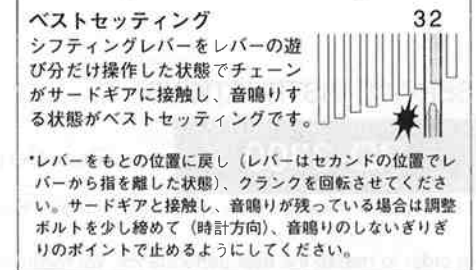 ベストセッティング
32
シフティングレバーをレバーの遊
び分だけ操作した状態でチェーン
がサードギアに接触し、音鳴りす
る状態がベストセッティングです。
*レバーをもとの位置に戻し（レバーはセカンドの位置でレ
バーから指を離した状態）、クランクを回転させてくださ
い。サードギアと接触し、音鳴りが残っている場合は調整
ボルトを少し締めて（時計方向）、音鳴りのしないぎりぎ
りのポイントで止めるようにしてください。